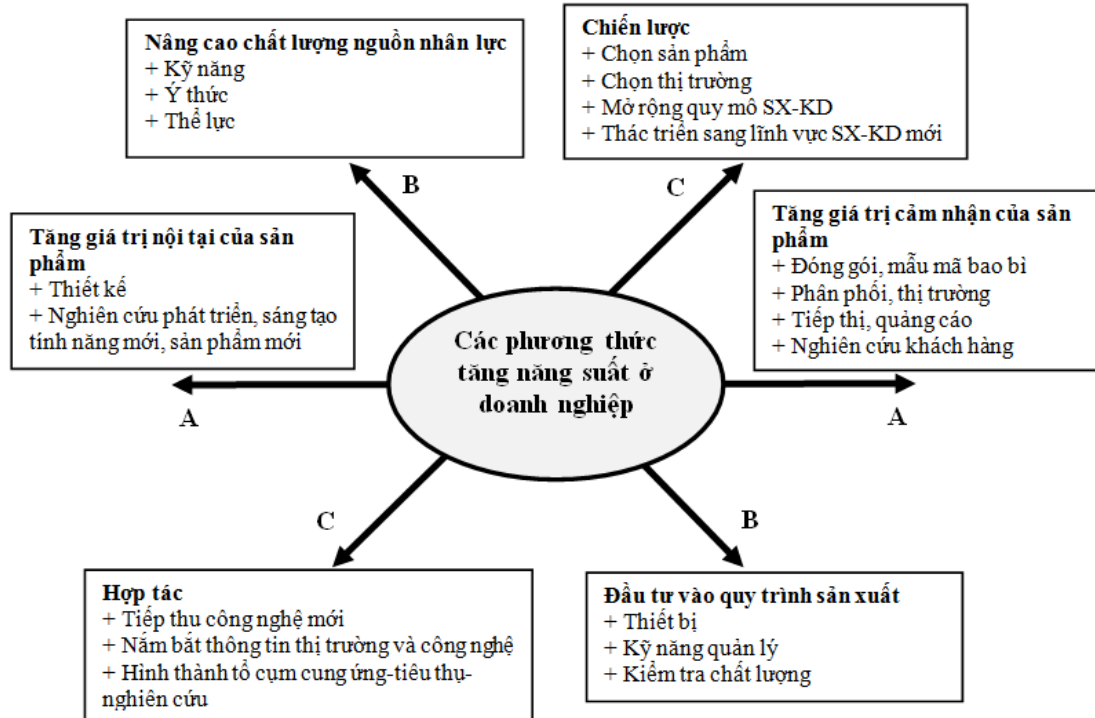 Nâng cao chất lượng nguồn nhân lực
+ Kỹ năng
+ Ý thức
+ Thể lực
Chiến lược
+ Chọn sản phẩm
+ Chọn thị trường
+ Mở rộng quy mô SX-KD
+ Thác triển sang lĩnh vực SX-KD mới
B
C
Tăng giá trị nội tại của sản
phẩm
+ Thiết kế
+ Nghiên cứu phát triển, sáng tạo
tính năng mới, sản phẩm mới
Tăng giá trị cảm nhận của sản
phẩm
+ Đóng gói, mẫu mã bao bì
+ Phân phối, thị trường
+ Tiếp thị, quảng cáo
+ Nghiên cứu khách hàng
Các phương thức
tăng năng suất ở
doanh nghiệp
A
A
C
B
Hợp tác
+ Tiếp thu công nghệ mới
+ Nắm bắt thông tin thị trường và công nghệ
+ Hình thành tổ cụm cung ứng-tiêu thụ-
nghiên cứu
Đầu tư vào quy trình sản xuất
+ Thiết bị
+ Kỹ năng quản lý
+ Kiểm tra chất lượng